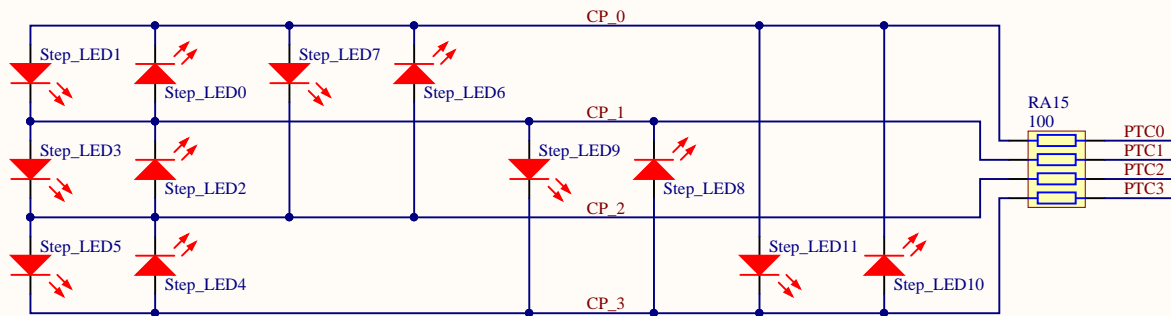 CP_0
Step_LED1
Step_LED7
Step_LED0
Step_LED6
RA15
100
CP_1
PTC0
Step_LED3
Step_LED9
PTC1
PTC2
Step_LED2
Step_LED8
PTC3
CP_2
Step_LED5
Step_LED11
Step_LED4
Step_LED10
CP_3